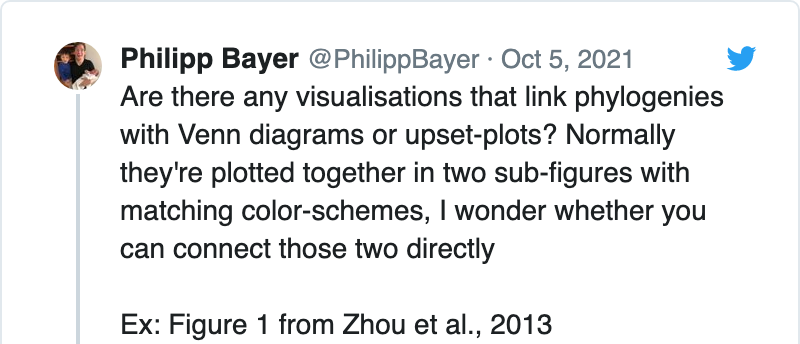 Philipp Bayer @PhilippBayer · Oct 5, 2021
Are there any visualisations that link phylogenies
with Venn diagrams or upset-plots? Normally
they're plotted together in two sub-figures with
matching color-schemes, I wonder whether you
can connect those two directly
Ex: Figure 1 from Zhou et al., 2013